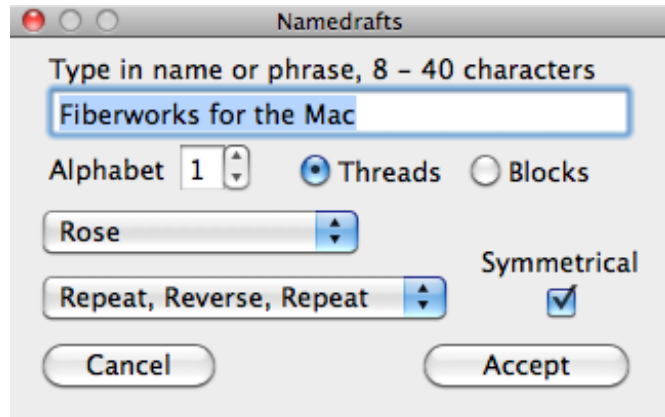 Namedrafts
Type in name or phrase, 8 – 40 characters
Fiberworks for the Mac
Alphabet 1 Threads Blocks
Rose
Symmetrical
Repeat, Reverse, Repeat
Cancel Accept